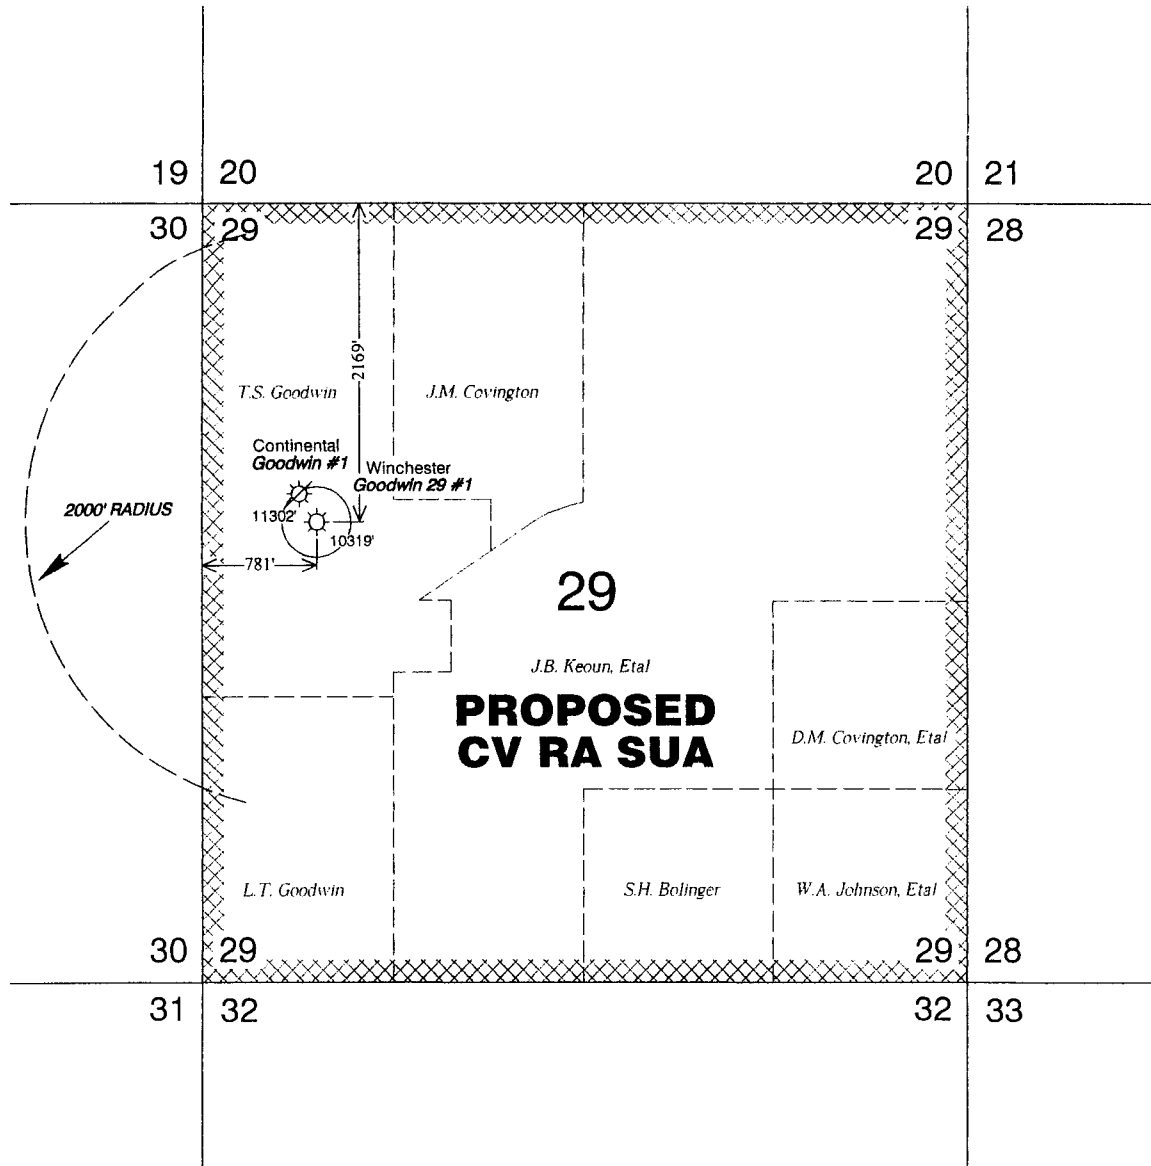 19 20
20 21
30 29
29 28
2169'
T.S. Goodwin
J.M. Covington
Continental
Goodwin #1
Winchester
Goodwin 29 #1
2000' RADIUS
11302'
10319'
781'
29
J.B. Keoun, Etal
PROPOSED
CV RA SUA
D.M. Covington, Etal
L.T. Goodwin
S.H. Bolinger
W.A. Johnson, Etal
30 29
29 28
31 32
32 33